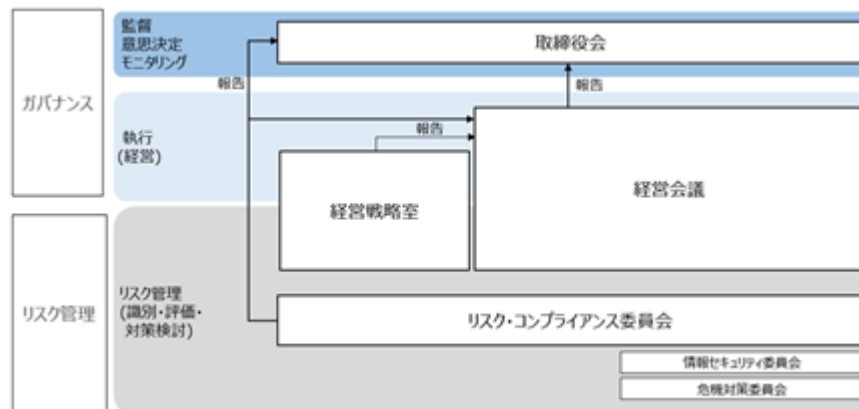 監督
意思決定
モニタリング
取締役会
報告
報告
ガバナンス
執行
(経営)
報告
経営戦略室
経営会議
リスク管理
リスク管理
(識別・評価・
対策検討)
リスク・コンプライアンス委員会
情報セキュリティ委員会
危機対策委員会